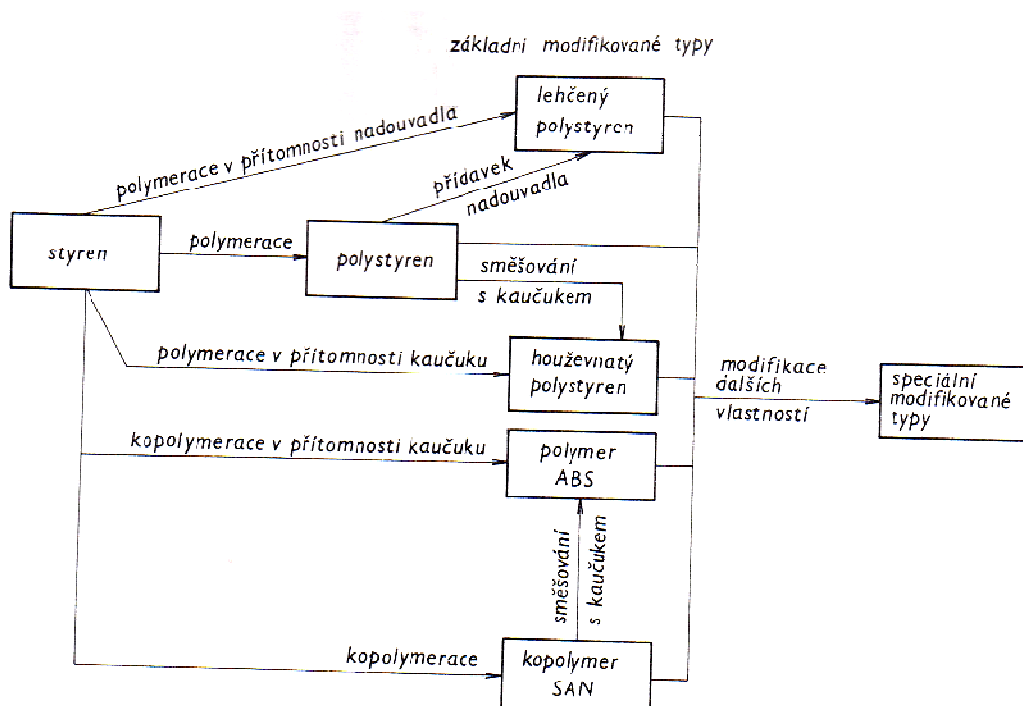 základní modifikované typy
lehčený
polystyren
polymerace v přítomnosti nadouvadla
přídavek
nadouvadla
styren
polymerace
polystyren
směšování
s kaučukem
polymerace v přítomnosti kaučuku
houževnatý
polystyren
modifikace
dalších
vlastností
speciální
modifikované
typy
kopolymerace v přítomnosti kaučuku
polymer
ABS
směšování
s kaučukem
kopolymerace
kopolymer
SAN